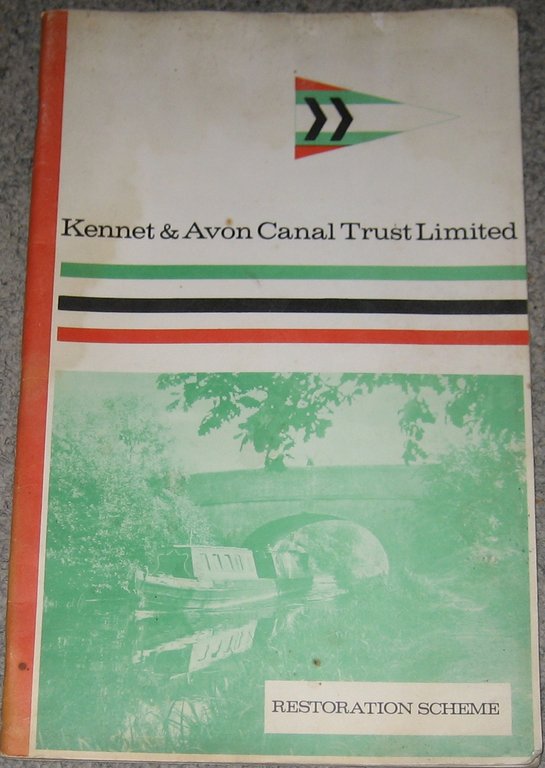 Kennet & Avon Canal Trust Limited
RESTORATION SCHEME